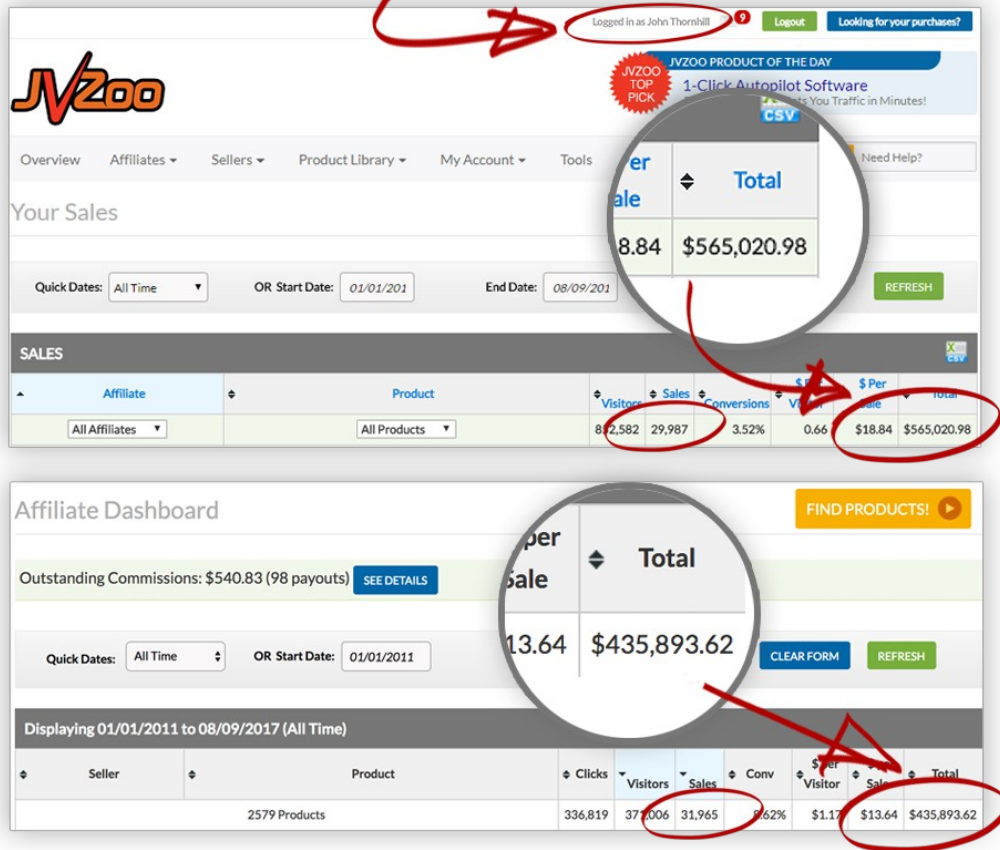 Logged in as John Thornhill 9 Logout Looking for your purchases?
JVZoo
JVZOO TOP PICK
JVZOO PRODUCT OF THE DAY
1-Click Autopilot Software
You Traffic in Minutes!
CSV
Overview Affiliates Sellers Product Library My Account Tools Need Help?
er
ale
Total
8.84 $565,020.98
Your Sales
Quick Dates: All Time OR Start Date: 01/01/201 End Date: 08/09/201 REFRESH
SALES CSV
Affiliate Product Visitors Sales Conversions $ Per Sale Total
All Affiliates All Products 29,987 3.52% 0.66 $18.84 $565,020.98
Affiliate Dashboard FIND PRODUCTS!
Outstanding Commissions: $540.83 (98 payouts) SEE DETAILS
per
Sale
Total
13.64 $435,893.62
Quick Dates: All Time OR Start Date: 01/01/2011 CLEAR FORM REFRESH
Displaying 01/01/2011 to 08/09/2017 (All Time)
Seller Product Clicks Visitors Sales Conv Visitor Total
2579 Products 336,819 31,965 $1.17 $13.64 $435,893.62